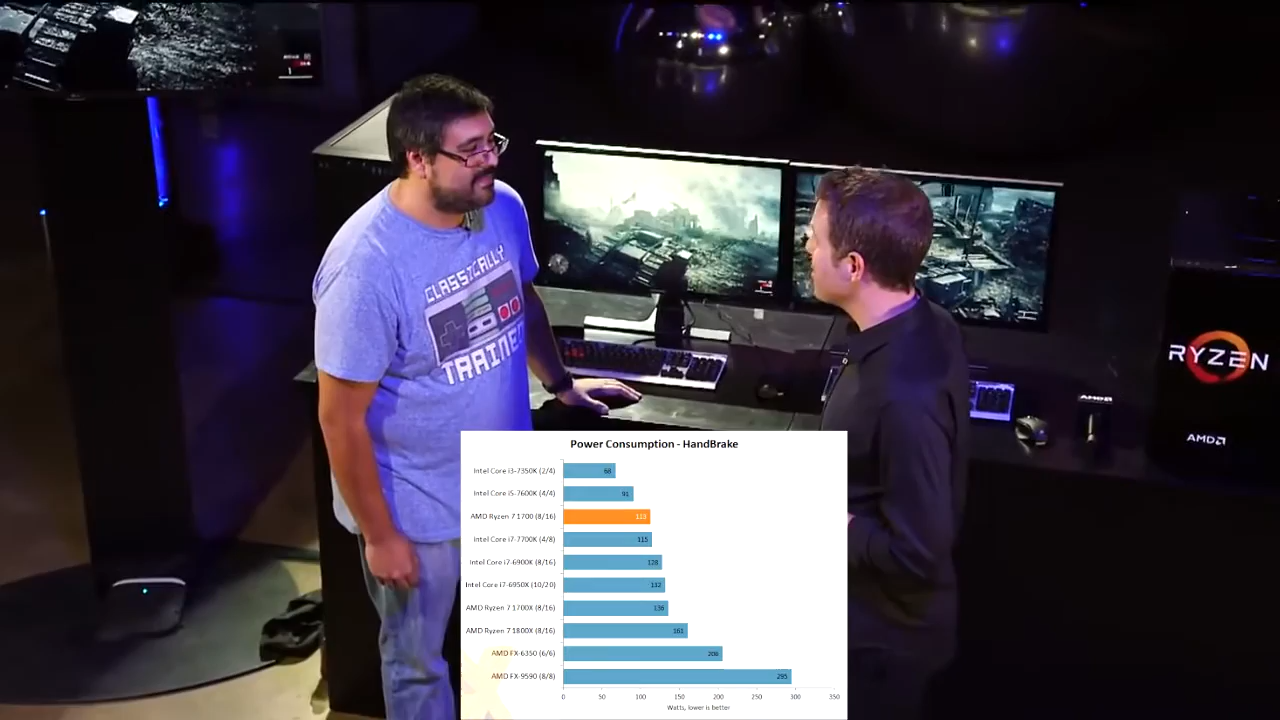 CLASSICALLY
TRAINED
RYZEN
AMD
AMD
Power Consumption - HandBrake
Intel Core i3-7350K (2/4) 68
Intel Core i5-7600K (4/4) 91
AMD Ryzen 7 1700 (8/16) 113
Intel Core i7-7700K (4/8) 115
Intel Core i7-6900K (8/16) 128
Intel Core i7-6950X (10/20) 132
AMD Ryzen 7 1700X (8/16) 136
AMD Ryzen 7 1800X (8/16) 161
AMD FX-6350 (6/6) 206
AMD FX-9590 (8/8) 295
0 50 100 150 200 250 300 350
Watts, lower is better